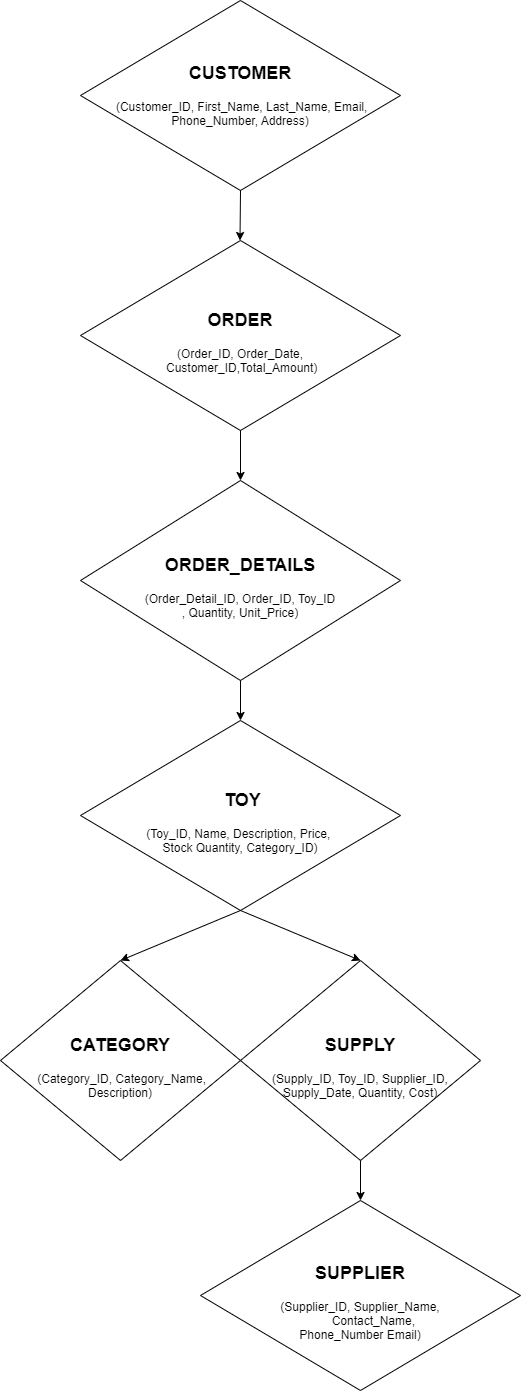 CUSTOMER
(Customer_ID, First_Name, Last_Name, Email,
Phone_Number, Address)
ORDER
(Order_ID, Order_Date,
Customer_ID,Total_Amount)
ORDER_DETAILS
(Order_Detail_ID, Order_ID, Toy_ID
, Quantity, Unit_Price)
TOY
(Toy_ID, Name, Description, Price,
Stock Quantity, Category_ID)
CATEGORY
(Category_ID, Category_Name,
Description)
SUPPLY
(Supply_ID, Toy_ID, Supplier_ID,
Supply_Date, Quantity, Cost)
SUPPLIER
(Supplier_ID, Supplier_Name,
Contact_Name,
Phone_Number Email)